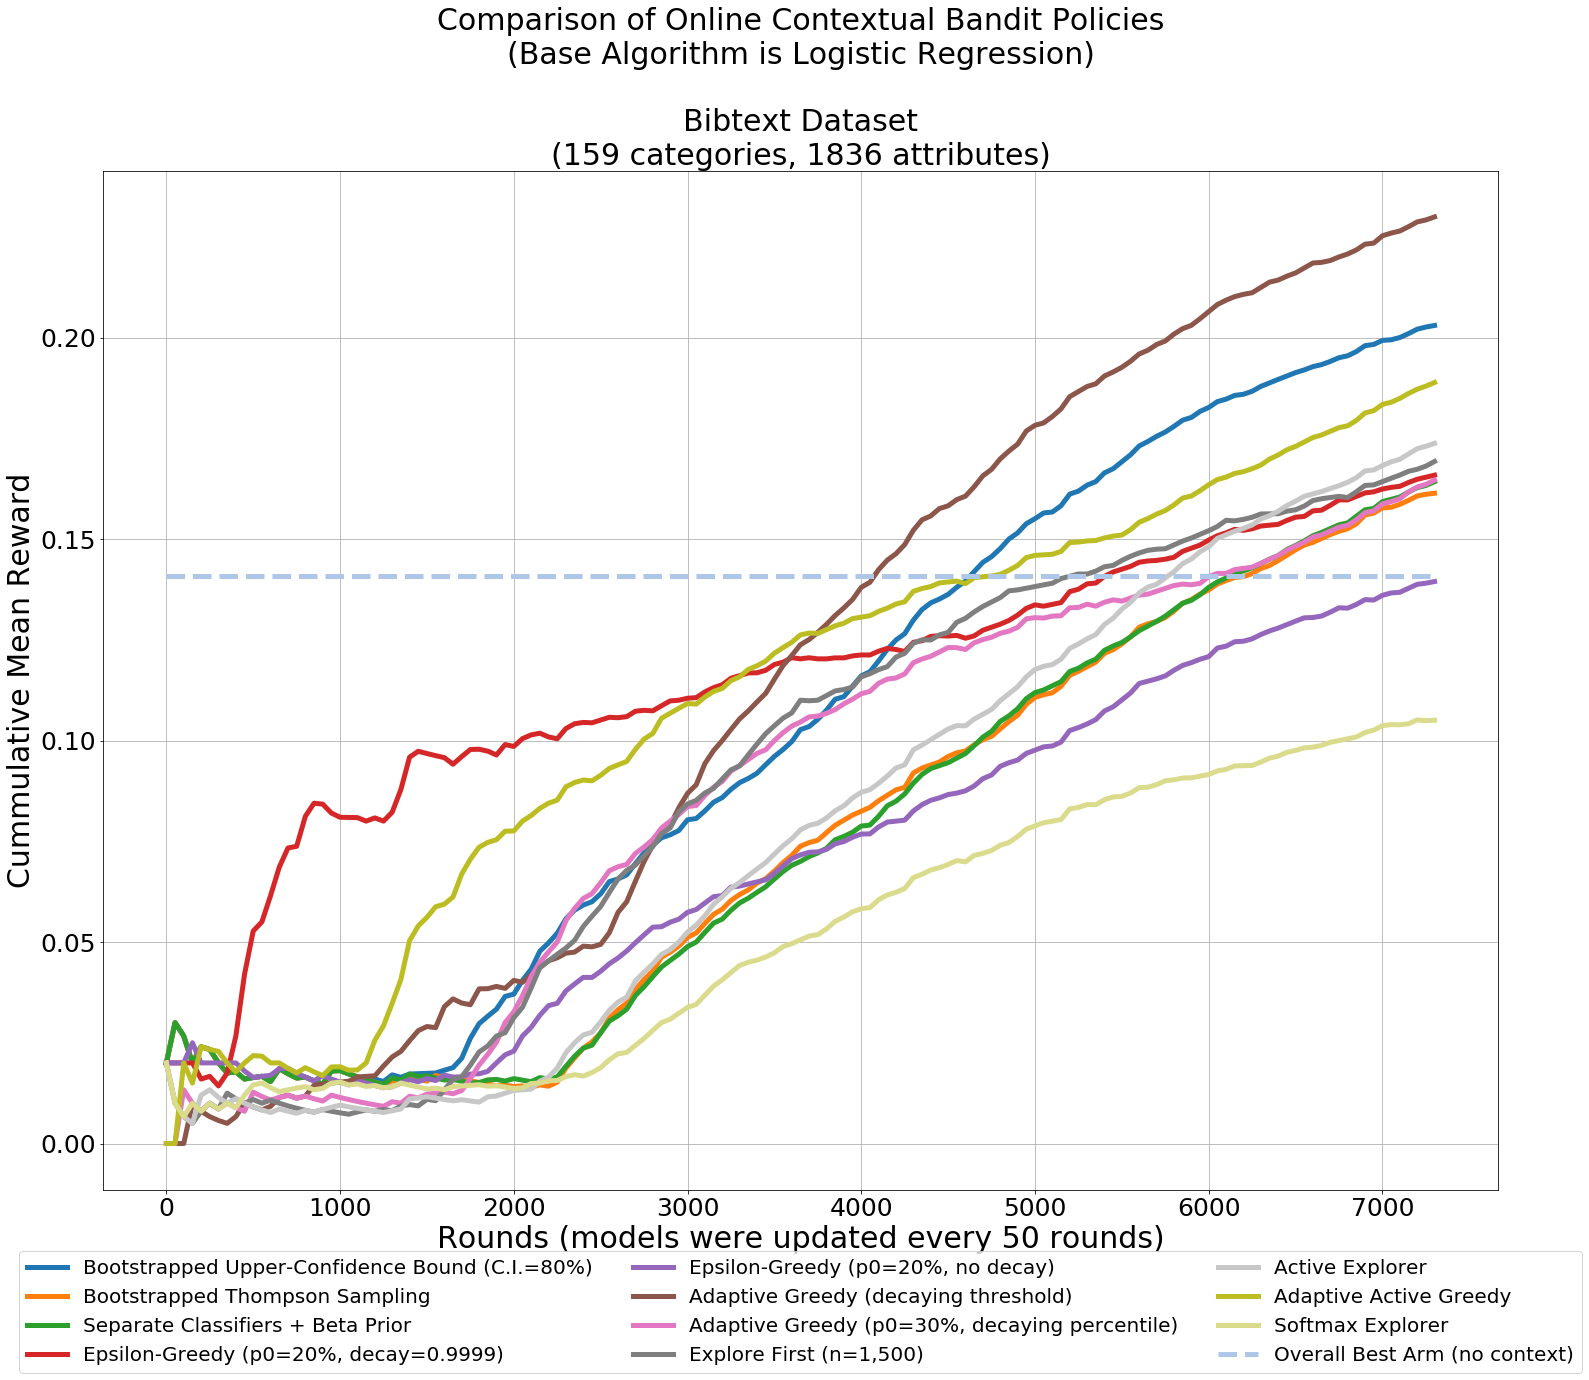 Comparison of Online Contextual Bandit Policies
(Base Algorithm is Logistic Regression)
Bibtext Dataset
(159 categories, 1836 attributes)
Cummulative Mean Reward
0.20
0.15
0.10
0.05
0.00
0 1000 2000 3000 4000 5000 6000 7000
Rounds (models were updated every 50 rounds)
Bootstrapped Upper-Confidence Bound (C.I.=80%)
Bootstrapped Thompson Sampling
Separate Classifiers + Beta Prior
Epsilon-Greedy (p0=20%, decay=0.9999)
Epsilon-Greedy (p0=20%, no decay)
Adaptive Greedy (decaying threshold)
Adaptive Greedy (p0=30%, decaying percentile)
Explore First (n=1,500)
Active Explorer
Adaptive Active Greedy
Softmax Explorer
Overall Best Arm (no context)